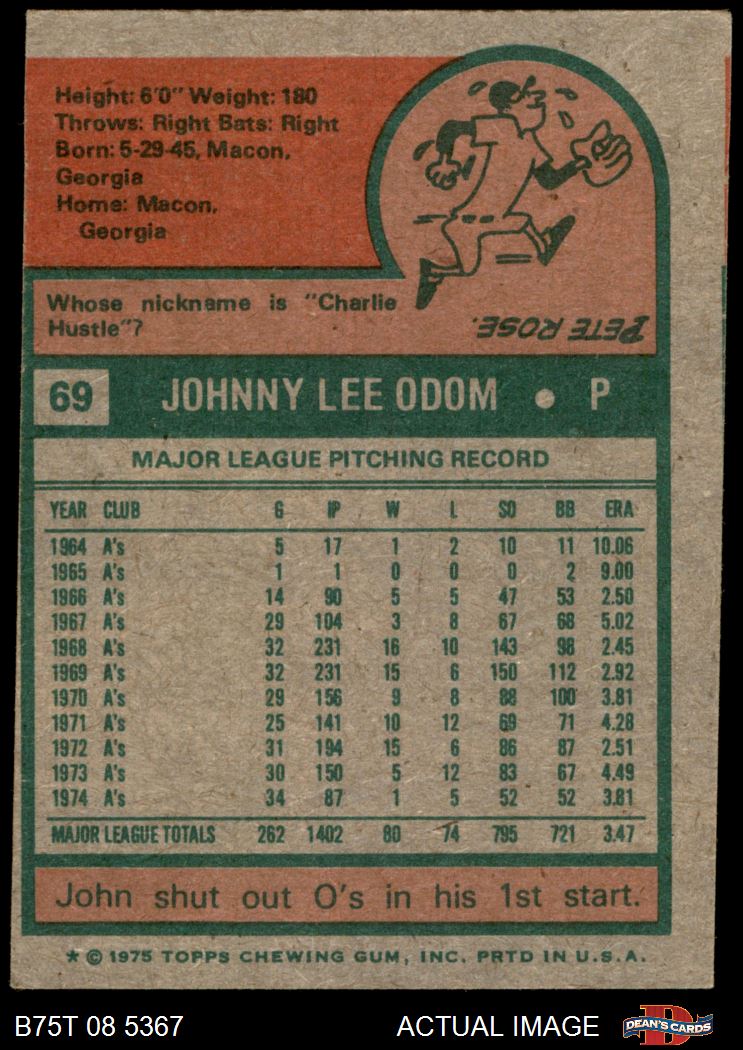 Height: 6'0" Weight: 180
Throws: Right Bats: Right
Born: 5-29-45, Macon,
Georgia
Home: Macon,
Georgia
Whose nickname is "Charlie
Hustle"?
PETE ROSE.
69 JOHNNY LEE ODOM • P
MAJOR LEAGUE PITCHING RECORD
YEAR CLUB G IP W L SO BB ERA
1964 A's 5 17 1 2 10 11 10.06
1965 A's 1 1 0 0 0 2 9.00
1966 A's 14 90 5 5 47 53 2.50
1967 A's 29 104 3 8 67 68 5.02
1968 A's 32 231 16 10 143 98 2.45
1969 A's 32 231 15 6 150 112 2.92
1970 A's 29 156 9 8 88 100 3.81
1971 A's 25 141 10 12 69 71 4.28
1972 A's 31 194 15 6 86 87 2.51
1973 A's 30 150 5 12 83 67 4.49
1974 A's 34 87 1 5 52 52 3.81
MAJOR LEAGUE TOTALS 262 1402 80 74 795 721 3.47
John shut out O's in his 1st start.
* © 1975 TOPPS CHEWING GUM, INC. PRTD IN U.S.A.
B75T 08 5367 ACTUAL IMAGE D DEAN'S CARDS